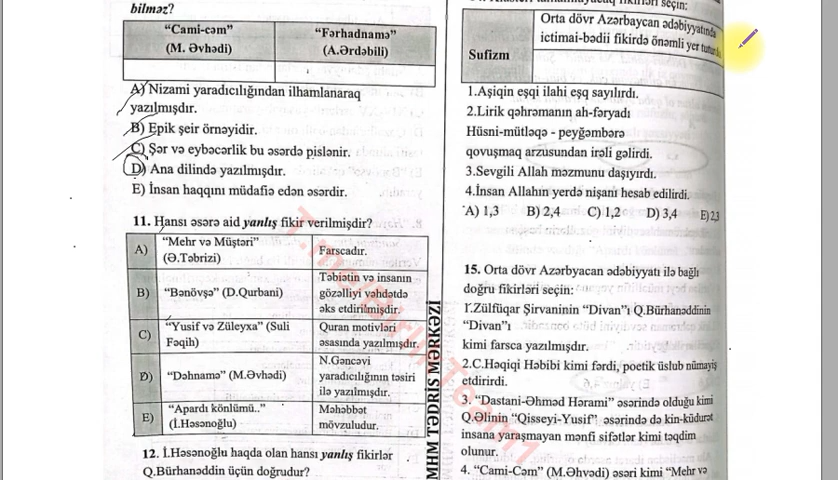 bilməz?
"Cami-cəm"
(M. Əvhədi)
"Fərhadnamə"
(A.Ərdəbili)
A) Nizami yaradıcılığından ilhamlanaraq
yazılmışdır.
B) Epik şeir örnəyidir.
C) Şər və eybəcərlik bu əsərdə pislənir.
D) Ana dilində yazılmışdır.
E) İnsan haqqını müdafiə edən əsərdir.
11. Hansı əsərə aid yanlış fikir verilmişdir?
A) "Mehr və Müştəri"
(Ə.Təbrizi)
Farscadır.
B) "Bənövşə" (D.Qurbani)
Təbiətin və insanın
gözəlliyi vəhdətdə
əks etdirilmişdir.
C) "Yusif və Züleyxa" (Suli
Fəqih)
Quran motivləri
əsasında yazılmışdır.
D) "Dəhnamə" (M.Əvhədi)
N.Gəncəvi
yaradıcılığının təsiri
ilə yazılmışdır.
E) "Apardı könlümü.."
(İ.Həsənoğlu)
Məhəbbət
mövzuludur.
12. İ.Həsənoğlu haqda olan hansı yanlış fikirlər
Q.Bürhanəddin üçün doğrudur?
MHM TƏDRİS MƏRKƏZİ
seçin:
Sufizm
Orta dövr Azərbaycan ədəbiyyatında
ictimai-bədii fikirdə önəmli yer
1.Aşiqin eşqi ilahi eşq sayılırdı.
2.Lirik qəhrəmanın ah-fəryadı
Hüsni-mütləqə - peyğəmbərə
qovuşmaq arzusundan irəli gəlirdi.
3.Sevgili Allah məzmunu daşıyırdı.
4.İnsan Allahın yerdə nişanı hesab edilirdi.
A) 1,3 B) 2,4 C) 1,2 D) 3,4 E) 2,3
15. Orta dövr Azərbyacan ədəbiyyatı ilə bağlı
doğru fikirləri seçin:
1.Zülfüqar Şirvaninin "Divan"ı Q.Bürhanəddinin
"Divan"ı
kimi farsca yazılmışdır.
2.C.Həqiqi Həbibi kimi fərdi, poetik üslub nümayiş
etdirirdi.
3. "Dastani-Əhməd Hərami" əsərində olduğu kimi
Q.Əlinin "Qisseyi-Yusif" əsərində də kin-küdurət
insana yaraşmayan mənfi sifətlər kimi təqdim
olunur.
4. "Cami-Cəm" (M.Əhvədi) əsəri kimi "Mehr və